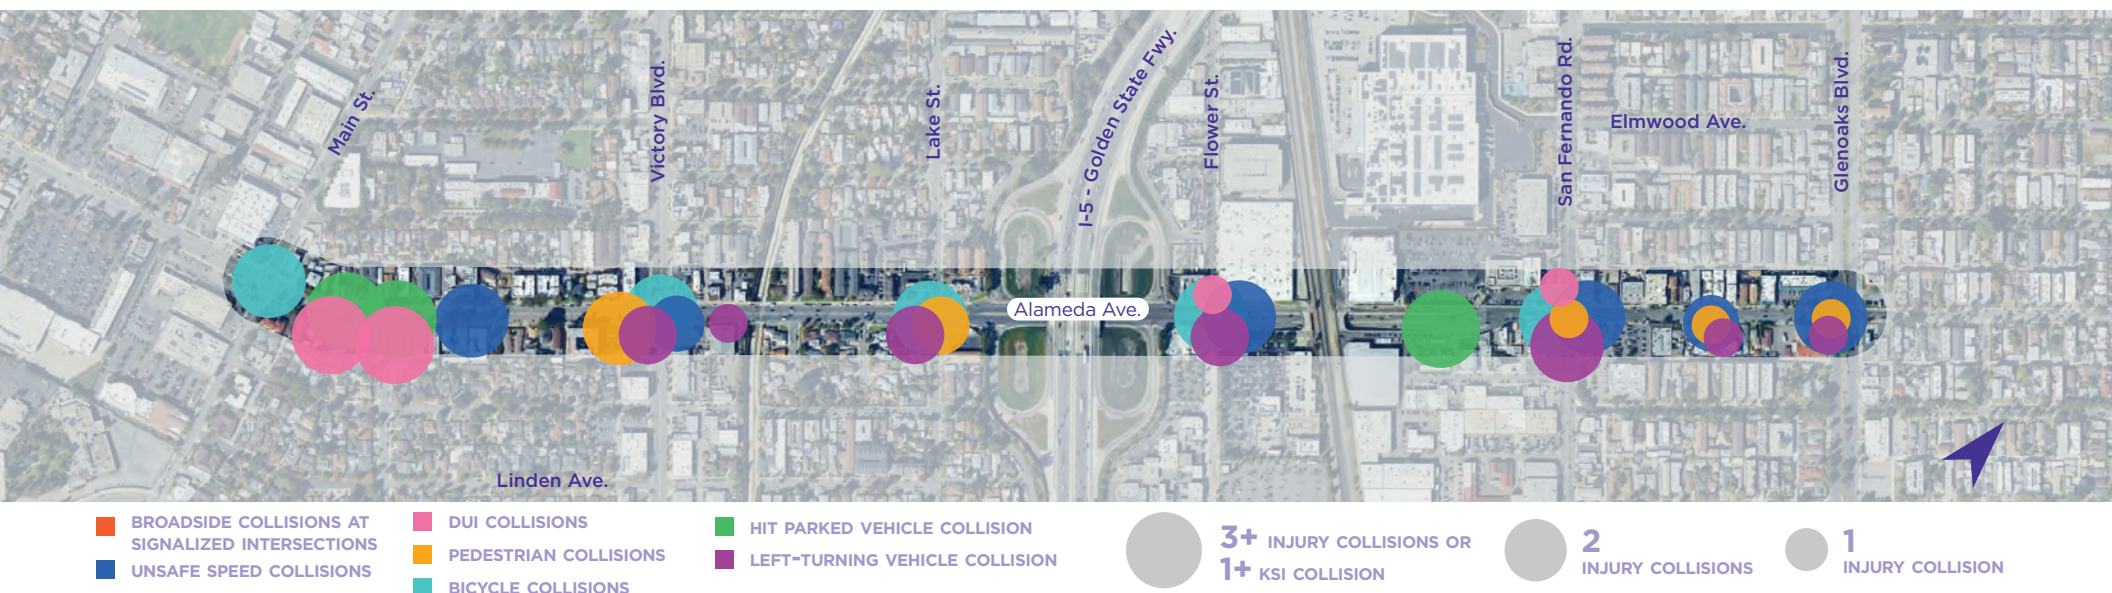 Main St.
Victory Blvd.
Lake St.
I-5 - Golden State Fwy.
Flower St.
San Fernando Rd.
Elmwood Ave.
Glenoaks Blvd.
Alameda Ave.
Linden Ave.
BROADSIDE COLLISIONS AT
SIGNALIZED INTERSECTIONS
UNSAFE SPEED COLLISIONS
DUI COLLISIONS
PEDESTRIAN COLLISIONS
BICYCLE COLLISIONS
HIT PARKED VEHICLE COLLISION
LEFT-TURNING VEHICLE COLLISION
3+ INJURY COLLISIONS OR
1+ KSI COLLISION
2
INJURY COLLISIONS
1
INJURY COLLISION